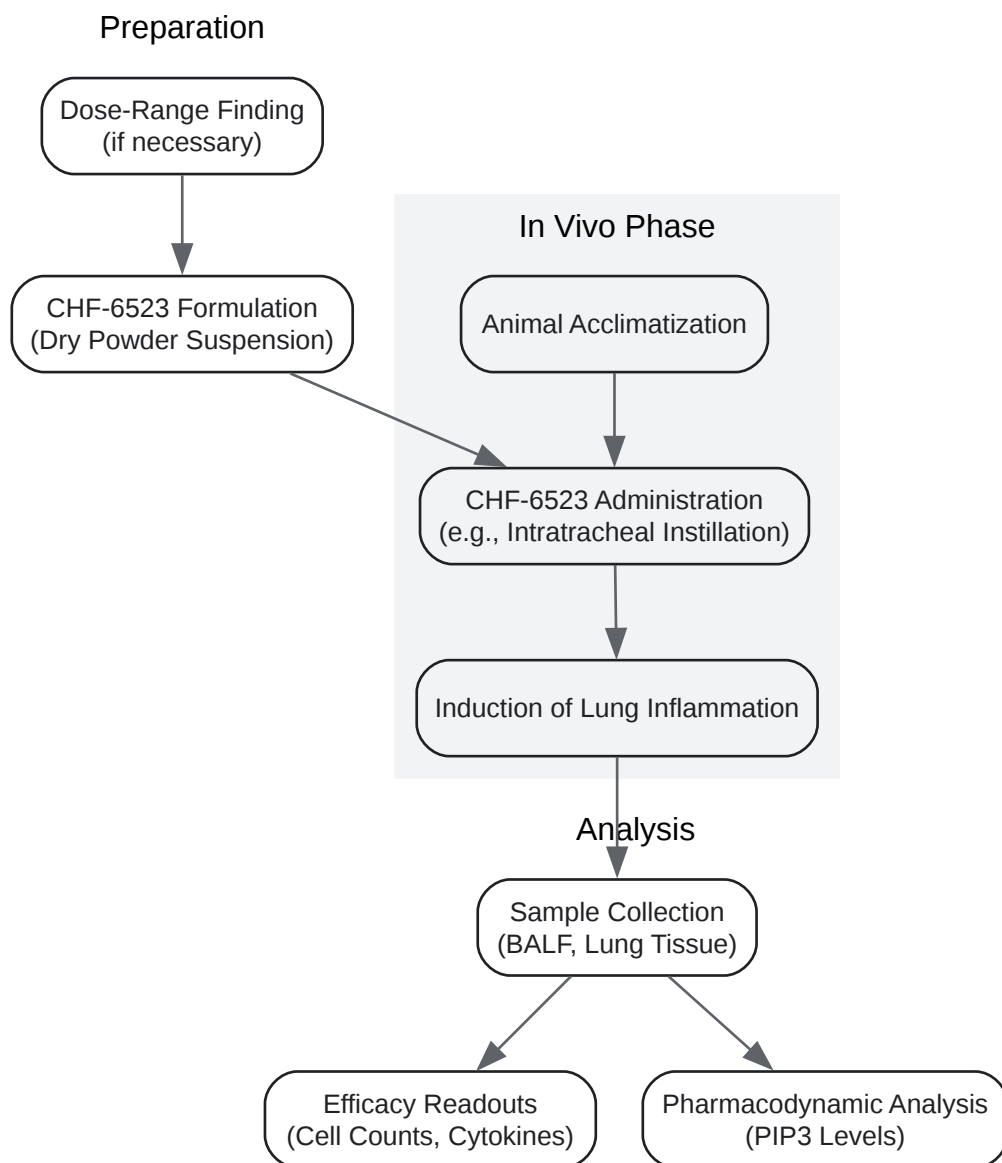 Preparation
Dose-Range Finding
(if necessary)
CHF-6523 Formulation
(Dry Powder Suspension)
In Vivo Phase
Animal Acclimatization
CHF-6523 Administration
(e.g., Intratracheal Instillation)
Induction of Lung Inflammation
Analysis
Sample Collection
(BALF, Lung Tissue)
Efficacy Readouts
(Cell Counts, Cytokines)
Pharmacodynamic Analysis
(PIP3 Levels)